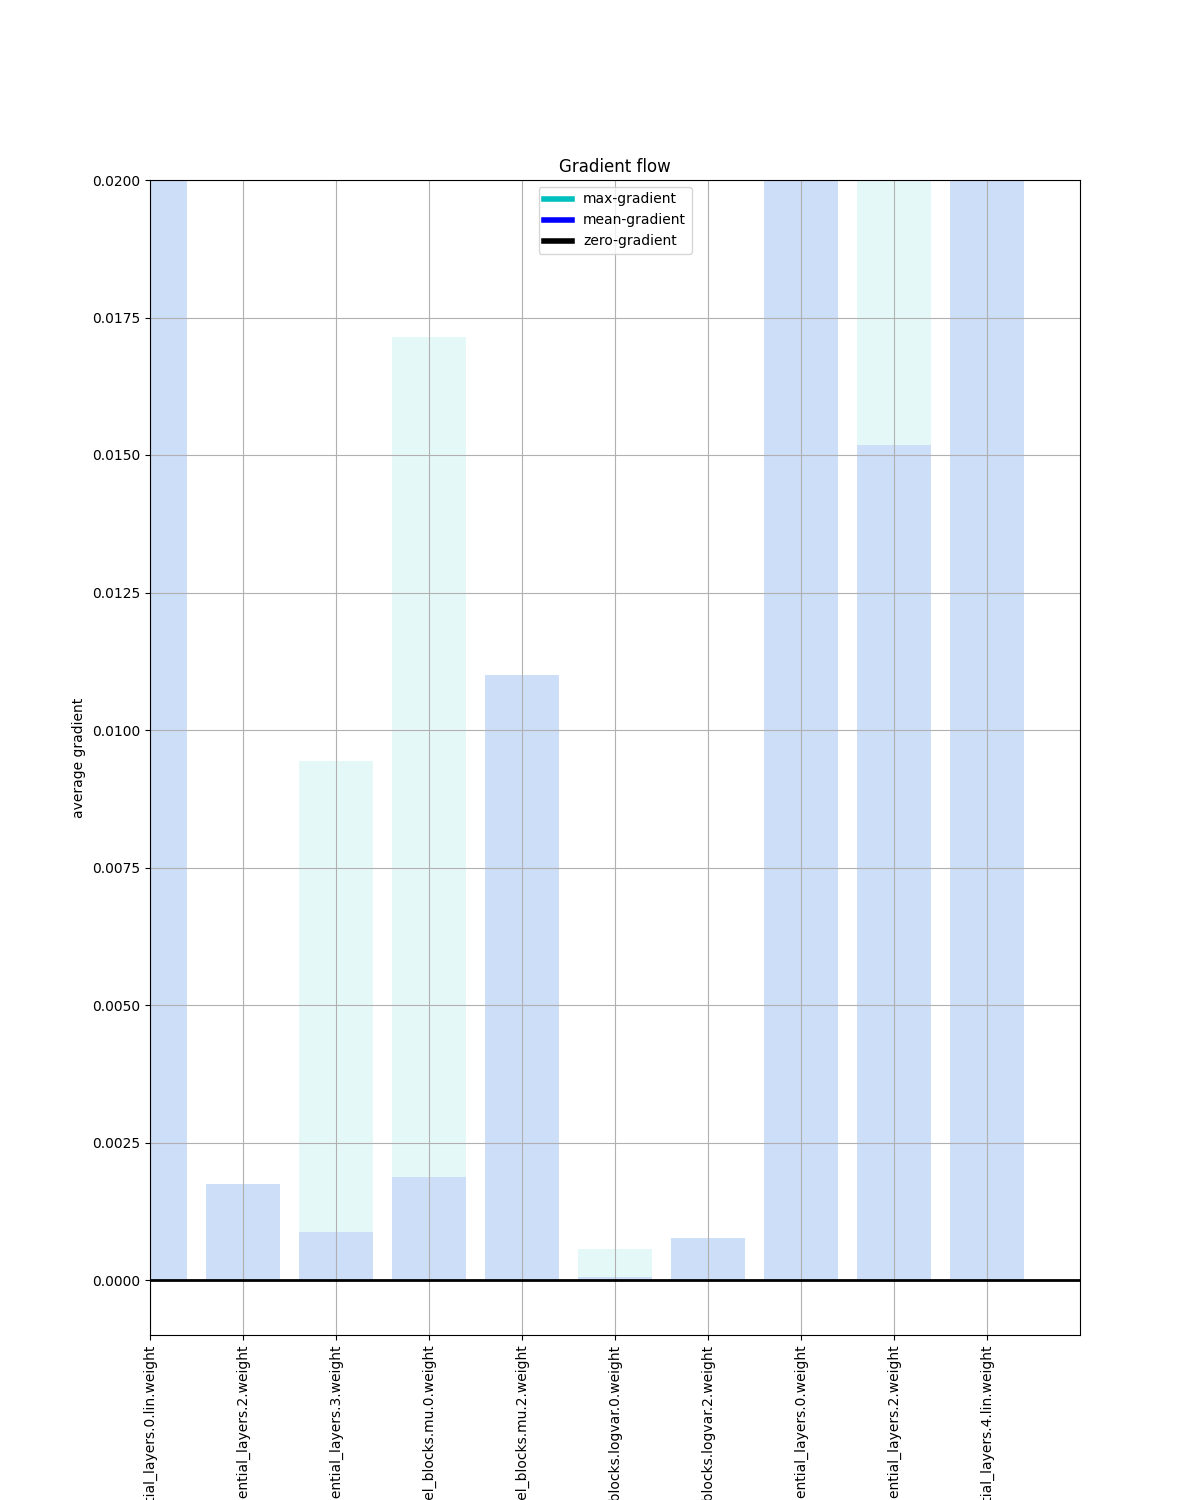 Gradient flow
max-gradient
mean-gradient
zero-gradient
0.0200
0.0175
0.0150
0.0125
0.0100
0.0075
0.0050
0.0025
0.0000
average gradient
tial_layers.0.lin.weight
ential_layers.2.weight
ential_layers.3.weight
el_blocks.mu.0.weight
el_blocks.mu.2.weight
blocks.logvar.0.weight
blocks.logvar.2.weight
ential_layers.0.weight
ential_layers.2.weight
tial_layers.4.lin.weight